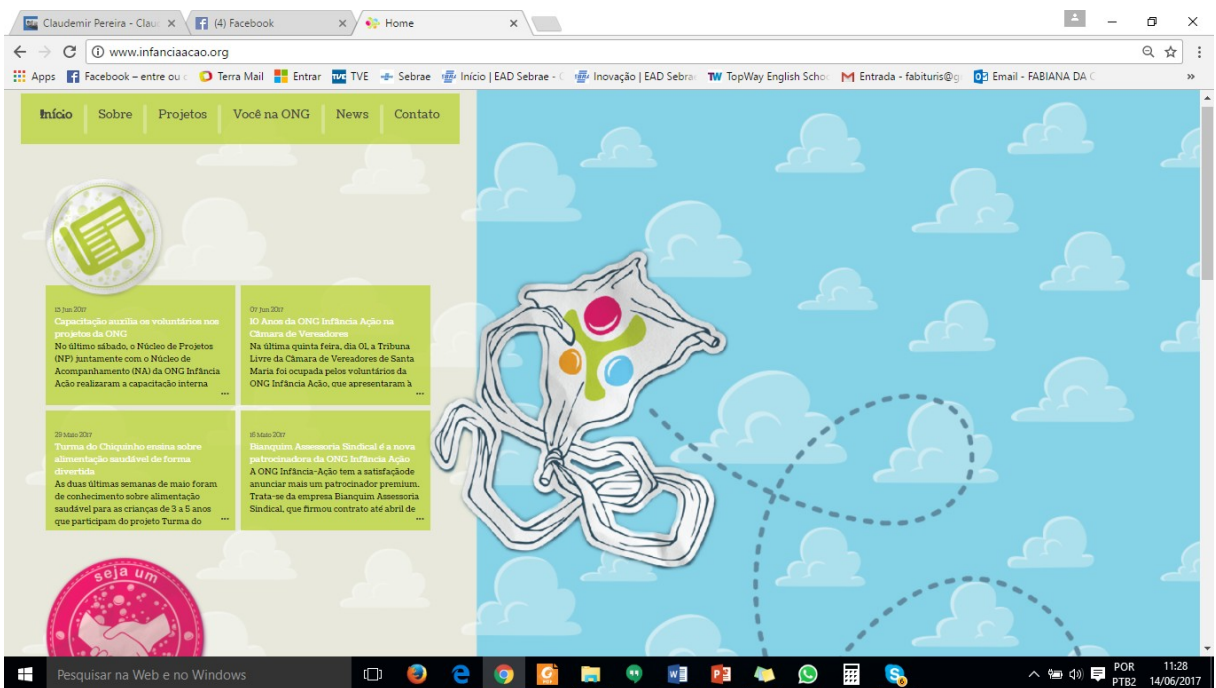 Claudemir Pereira - Clau
(4) Facebook
Home
www.infanciaacao.org
Apps Facebook – entre ou c Terra Mail Entrar TVE Sebrae Início | EAD Sebrae - C Inovação | EAD Sebrae TopWay English Schoo Entrada - fabituris@g Email - FABIANA DA C »
Início Sobre Projetos Você na ONG News Contato
13 Jun 2017
Capacitação auxilia os voluntários nos
projetos da ONG
No último sábado, o Núcleo de Projetos
(NP) juntamente com o Núcleo de
Acompanhamento (NA) da ONG Infância
Ação realizaram a capacitação interna
...
07 Jun 2017
10 Anos da ONG Infância Ação na
Câmara de Vereadores
Na última quinta feira, dia 01, a Tribuna
Livre da Câmara de Vereadores de Santa
Maria foi ocupada pelos voluntários da
ONG Infância Ação, que apresentaram à
...
29 Maio 2017
Turma do Chiquinho ensina sobre
alimentação saudável de forma
divertida
As duas últimas semanas de maio foram
de conhecimento sobre alimentação
saudável para as crianças de 3 a 5 anos
que participam do projeto Turma do
...
Bianquim Assessoria Sindical é a nova
patrocinadora da ONG Infância Ação
A ONG Infância-Ação tem a satisfaçãode
anunciar mais um patrocinador premium.
Trata-se da empresa Bianquim Assessoria
Sindical, que firmou contrato até abril de
...
seja um
Pesquisar na Web e no Windows
POR 11:28
PTB2 14/06/2017